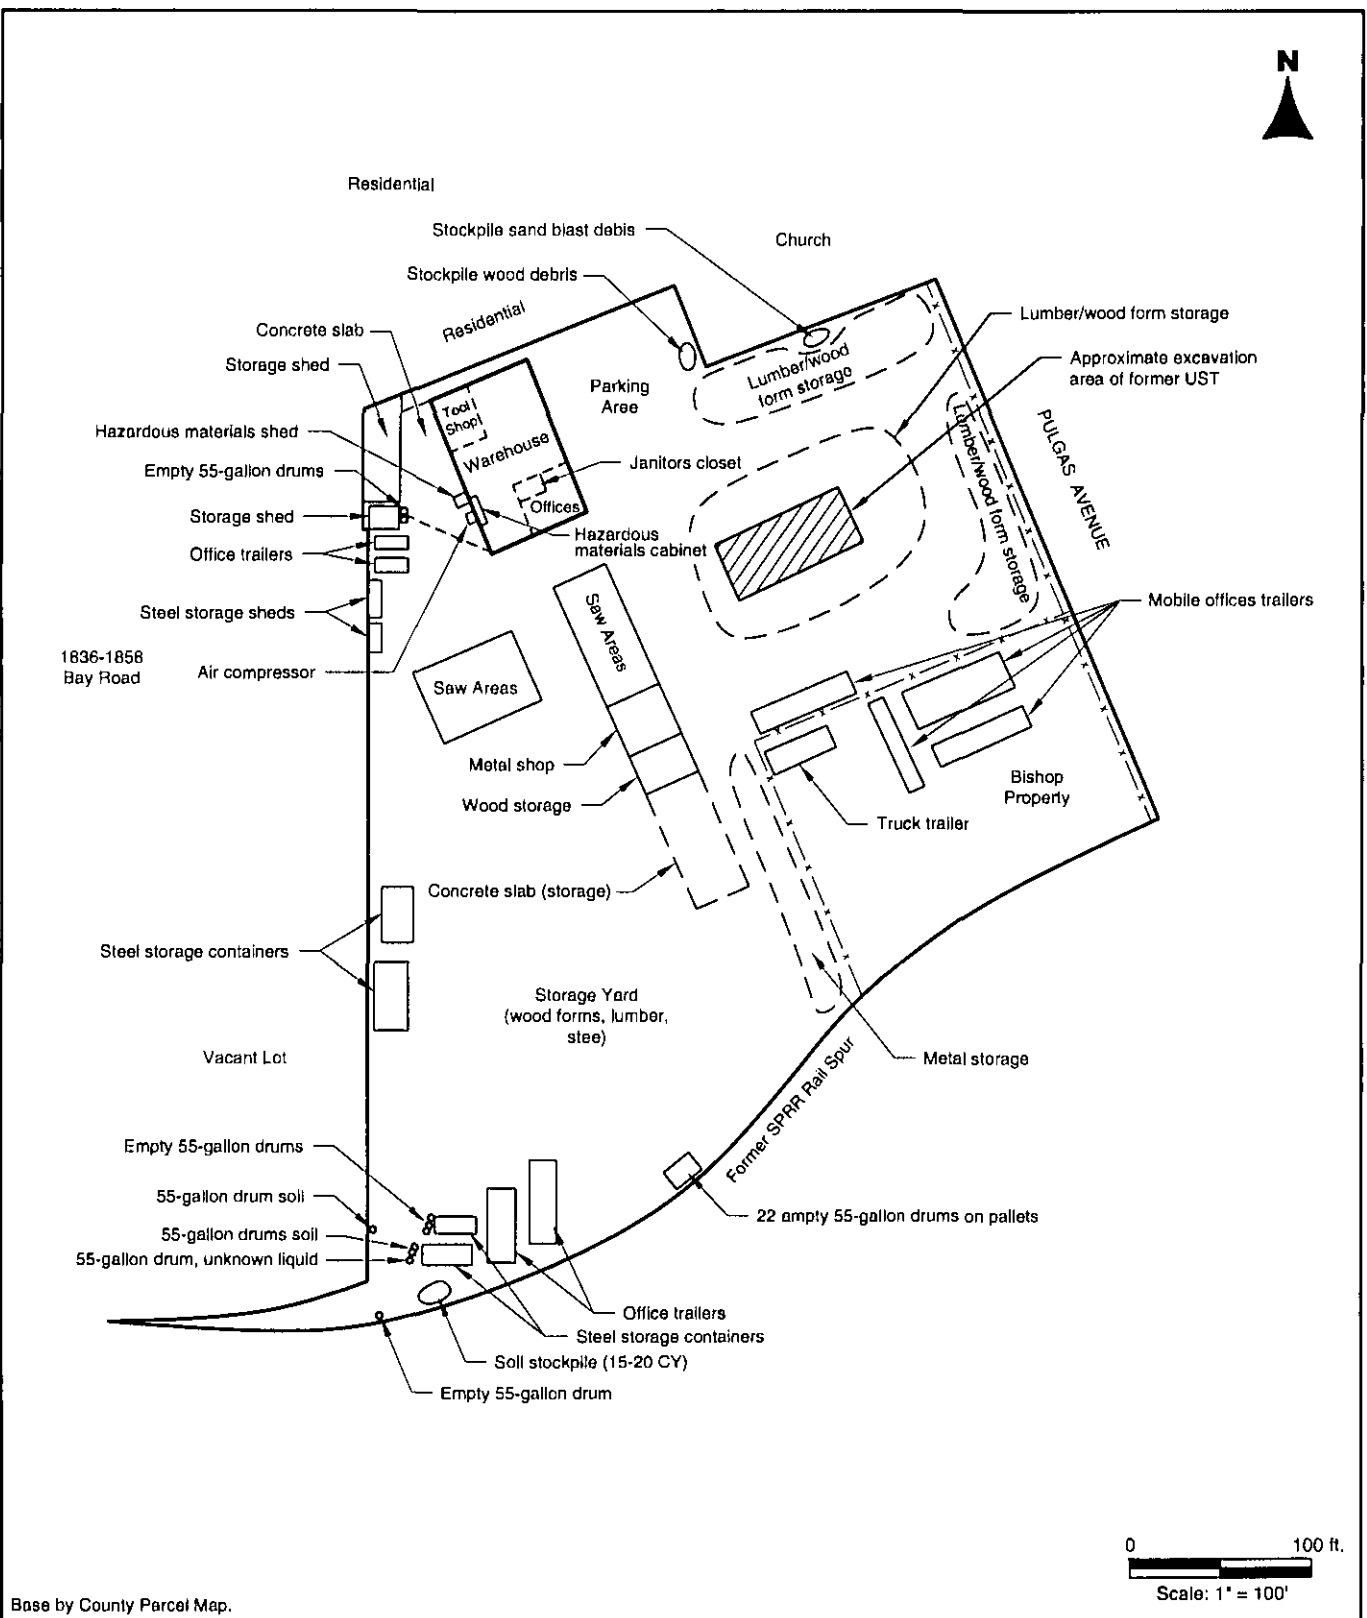 N
Residential
Stockpile sand blast debis
Church
Stockpile wood debris
Residential
Lumber/wood form storage
Concrete slab
Storage shed
Approximate excavation
area of former UST
Lumber/wood
form storage
Parking
Area
Tool
Shop
Hazardous materials shed
Warehouse
PULGAS AVENUE
Lumber/wood form storage
Janitors closet
Empty 55-gallon drums
Offices
Storage shed
Hazardous
materials cabinet
Office trailers
Saw Areas
Steel storage sheds
Mobile offices trailers
1836-1858
Bay Road
Air compressor
Saw Areas
Metal shop
Wood storage
Bishop
Property
Truck trailer
Concrete slab (storage)
Steel storage containers
Storage Yard
(wood forms, lumber,
stee)
Vacant Lot
Metal storage
Former SPRR Rail Spur
Empty 55-gallon drums
55-gallon drum soil
22 empty 55-gallon drums on pallets
55-gallon drums soil
55-gallon drum, unknown liquid
Office trailers
Steel storage containers
Soil stockpile (15-20 CY)
Empty 55-gallon drum
0 100 ft.
Scale: 1" = 100'
Base by County Parcel Map.